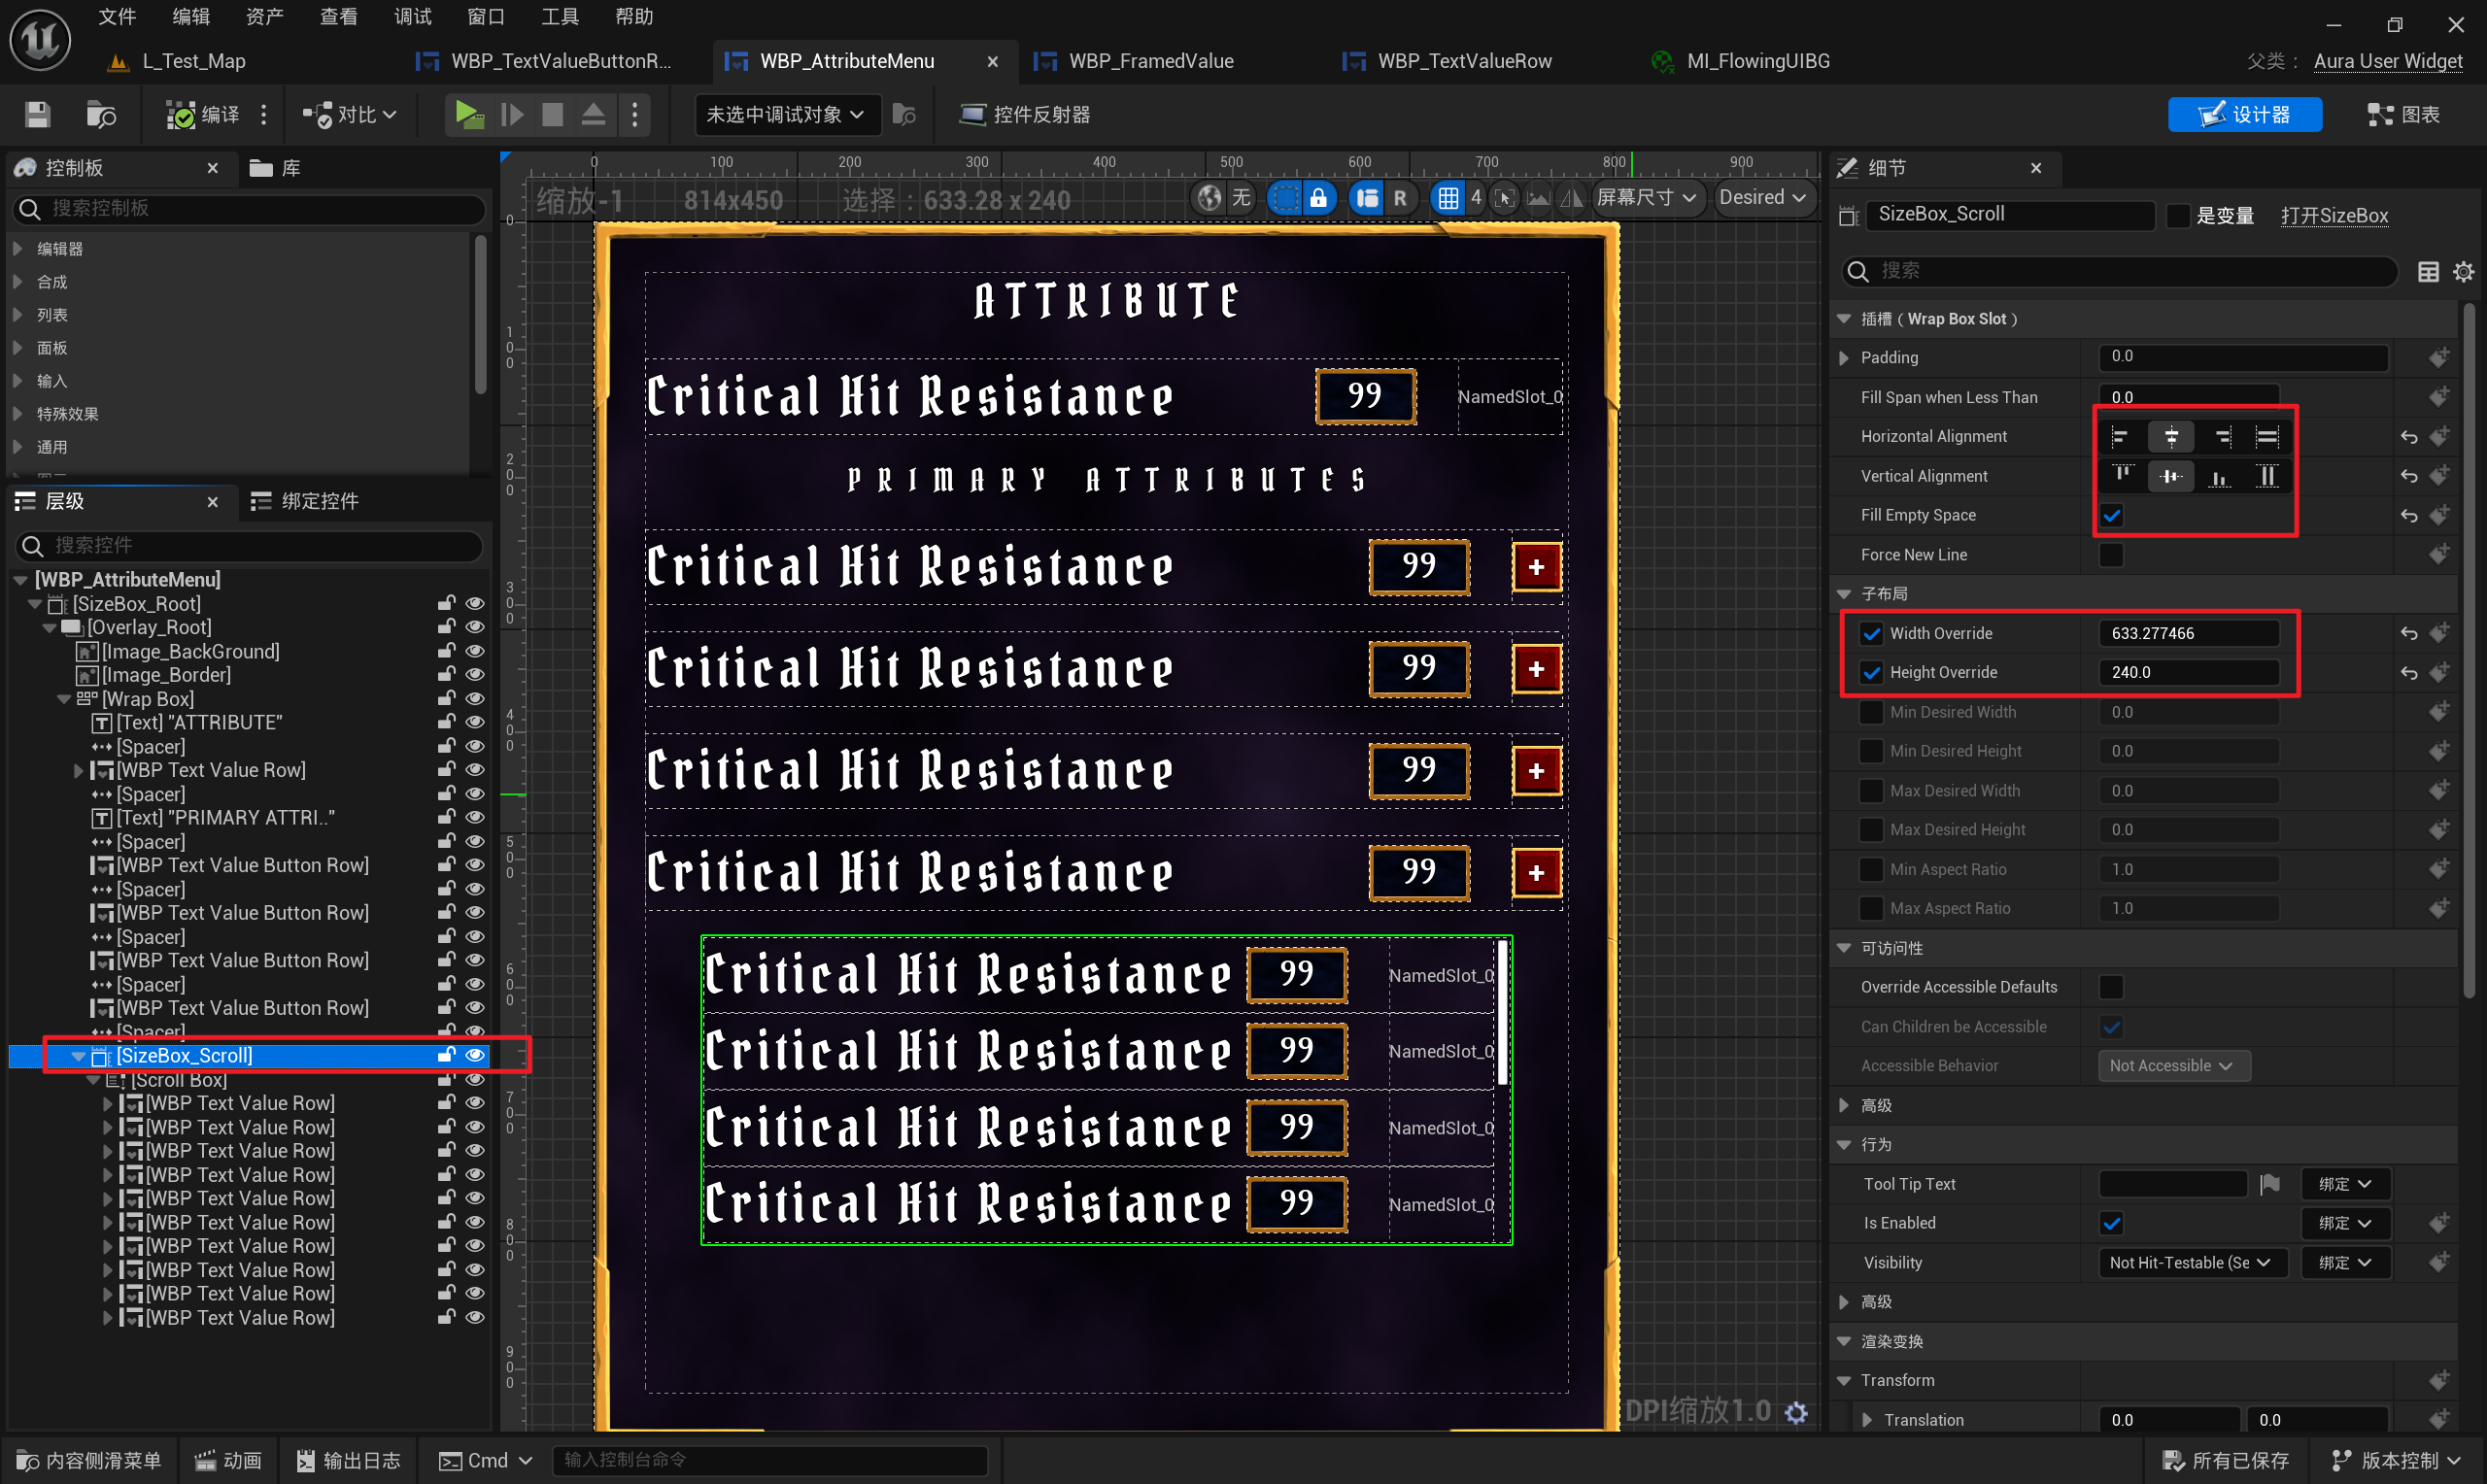 文件 编辑 资产 查看 调试 窗口 工具 帮助
L_Test_Map WBP_TextValueButtonR... WBP_AttributeMenu WBP_FramedValue WBP_TextValueRow MI_FlowingUIBG 父类： Aura User Widget
编译 对比 未选中调试对象 控件反射器 设计器 图表
控制板 库
搜索控制板
编辑器
合成
列表
面板
输入
特殊效果
通用
层级 绑定控件
搜索控件
[WBP_AttributeMenu]
[SizeBox_Root]
[Overlay_Root]
[Image_BackGround]
[Image_Border]
[Wrap Box]
[Text] "ATTRIBUTE"
[Spacer]
[WBP Text Value Row]
[Spacer]
[Text] "PRIMARY ATTRI.."
[Spacer]
[WBP Text Value Button Row]
[Spacer]
[WBP Text Value Button Row]
[Spacer]
[WBP Text Value Button Row]
[Spacer]
[WBP Text Value Button Row]
[Spacer]
[SizeBox_Scroll]
[Scroll Box]
[WBP Text Value Row]
[WBP Text Value Row]
[WBP Text Value Row]
[WBP Text Value Row]
[WBP Text Value Row]
[WBP Text Value Row]
[WBP Text Value Row]
[WBP Text Value Row]
[WBP Text Value Row]
[WBP Text Value Row]
0 100 200 300 400 500 600 700 800 900
缩放-1 814x450 选择：633.28 x 240 无 R 4 屏幕尺寸 Desired
0
100
200
300
400
500
600
700
800
900
ATTRIBUTE
Critical Hit Resistance 99 NamedSlot_0
PRIMARY ATTRIBUTES
Critical Hit Resistance 99 +
Critical Hit Resistance 99 +
Critical Hit Resistance 99 +
Critical Hit Resistance 99 +
Critical Hit Resistance 99 NamedSlot_0
Critical Hit Resistance 99 NamedSlot_0
Critical Hit Resistance 99 NamedSlot_0
Critical Hit Resistance 99 NamedSlot_0
DPI缩放1.0
细节
SizeBox_Scroll 是变量 打开SizeBox
搜索
插槽（Wrap Box Slot）
Padding 0.0
Fill Span when Less Than 0.0
Horizontal Alignment
Vertical Alignment
Fill Empty Space
Force New Line
子布局
Width Override 633.277466
Height Override 240.0
Min Desired Width 0.0
Min Desired Height 0.0
Max Desired Width 0.0
Max Desired Height 0.0
Min Aspect Ratio 1.0
Max Aspect Ratio 1.0
可访问性
Override Accessible Defaults
Can Children be Accessible
Accessible Behavior Not Accessible
高级
行为
Tool Tip Text 绑定
Is Enabled 绑定
Visibility Not Hit-Testable (Se 绑定
高级
渲染变换
Transform
Translation 0.0 0.0
内容侧滑菜单 动画 输出日志 Cmd 输入控制台命令 所有已保存 版本控制